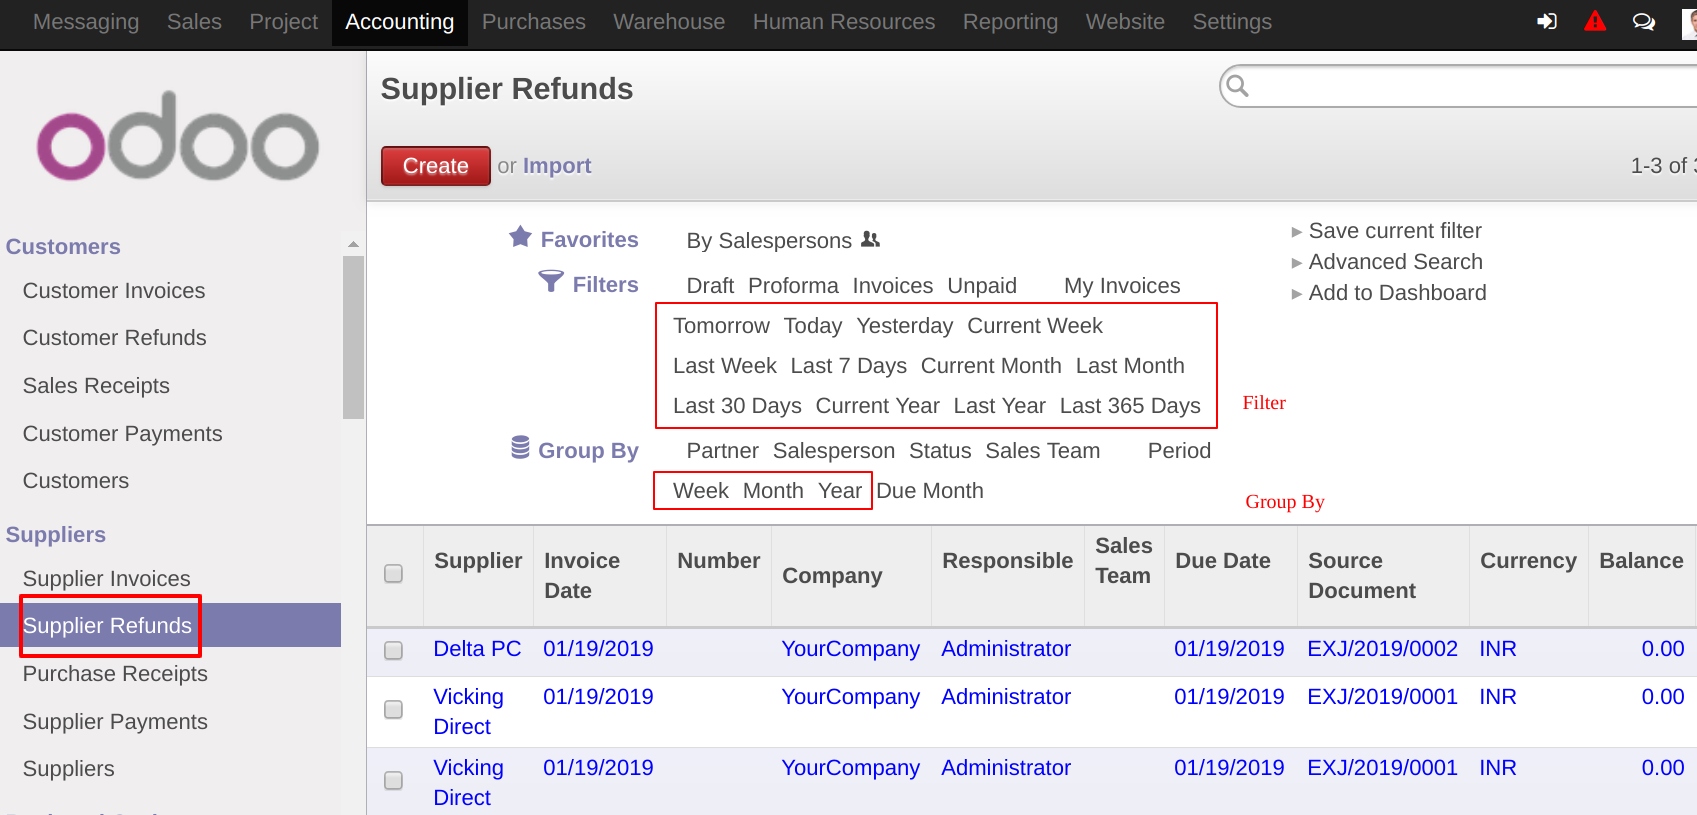 Messaging Sales Project Accounting Purchases Warehouse Human Resources Reporting Website Settings
odoo
Customers
Customer Invoices
Customer Refunds
Sales Receipts
Customer Payments
Customers
Suppliers
Supplier Invoices
Supplier Refunds
Purchase Receipts
Supplier Payments
Suppliers
Supplier Refunds
Create or Import
1-3 of
Favorites By Salespersons
Filters Draft Proforma Invoices Unpaid My Invoices
Tomorrow Today Yesterday Current Week
Last Week Last 7 Days Current Month Last Month
Last 30 Days Current Year Last Year Last 365 Days
Filter
Group By Partner Salesperson Status Sales Team Period
Week Month Year Due Month
Group By
Save current filter
Advanced Search
Add to Dashboard
Supplier Invoice Date Number Company Responsible Sales Team Due Date Source Document Currency Balance
Delta PC 01/19/2019 YourCompany Administrator 01/19/2019 EXJ/2019/0002 INR 0.00
Vicking Direct 01/19/2019 YourCompany Administrator 01/19/2019 EXJ/2019/0001 INR 0.00
Vicking Direct 01/19/2019 YourCompany Administrator 01/19/2019 EXJ/2019/0001 INR 0.00